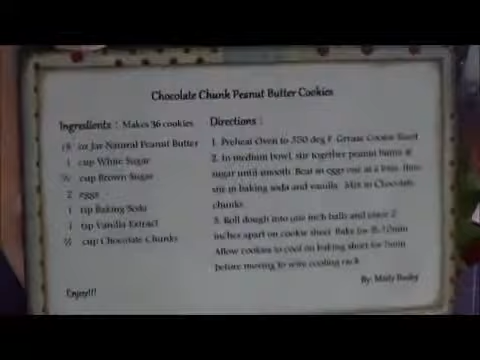 Chocolate Chunk Peanut Butter Cookies
Ingredients : Makes 36 cookies
oz Jar Natural Peanut Butter
1 cup White Sugar
cup Brown Sugar
2 eggs
1 tsp Baking Soda
1 tsp Vanilla Extract
cup Chocolate Chunks
Enjoy!!!
Directions :
1. Preheat Oven to 350 deg F. Grease Cookie Sheet
2. In medium bowl, stir together peanut butter &
sugar until smooth. Beat in eggs one at a time, then
stir in baking soda and vanilla. Mix in Chocolate
chunks.
3. Roll dough into one inch balls and place 2
inches apart on cookie sheet. Bake for 8-10min
Allow cookies to cool on baking sheet for
before moving to wire cooling rack
By: Mady